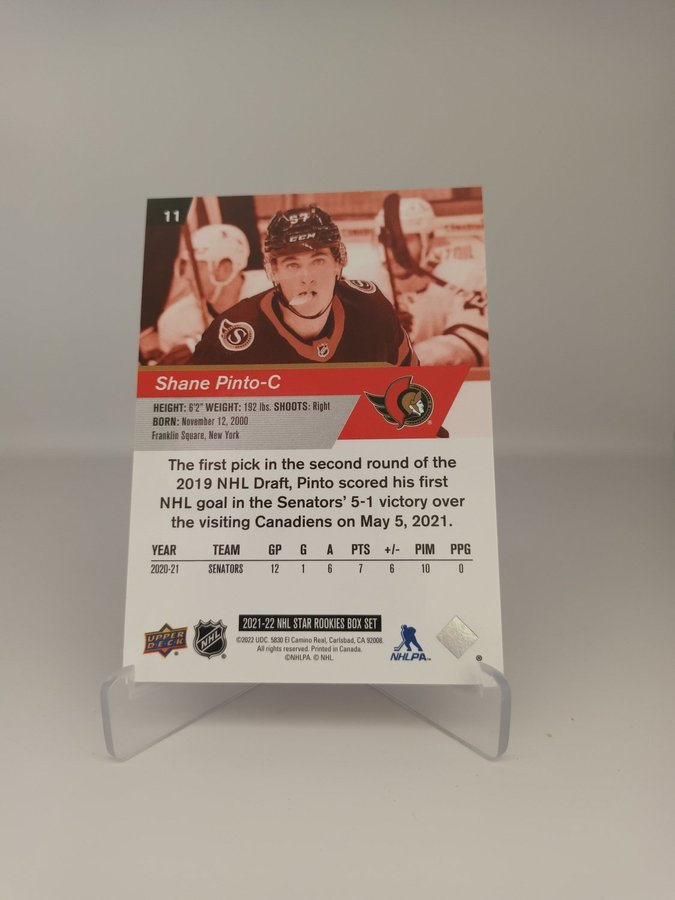 11
57
CCM
Shane Pinto-C
HEIGHT: 6'2" WEIGHT: 192 lbs. SHOOTS: Right
BORN: November 12, 2000
Franklin Square, New York
The first pick in the second round of the
2019 NHL Draft, Pinto scored his first
NHL goal in the Senators' 5-1 victory over
the visiting Canadiens on May 5, 2021.
YEAR TEAM GP G A PTS +/- PIM PPG
2020-21 SENATORS 12 1 6 7 6 10 0
2021-22 NHL STAR ROOKIES BOX SET
UPPER DECK
NHL
©2022 UDC. 5830 El Camino Real, Carlsbad, CA 92008.
All rights reserved. Printed in Canada.
©NHLPA. © NHL
NHLPA